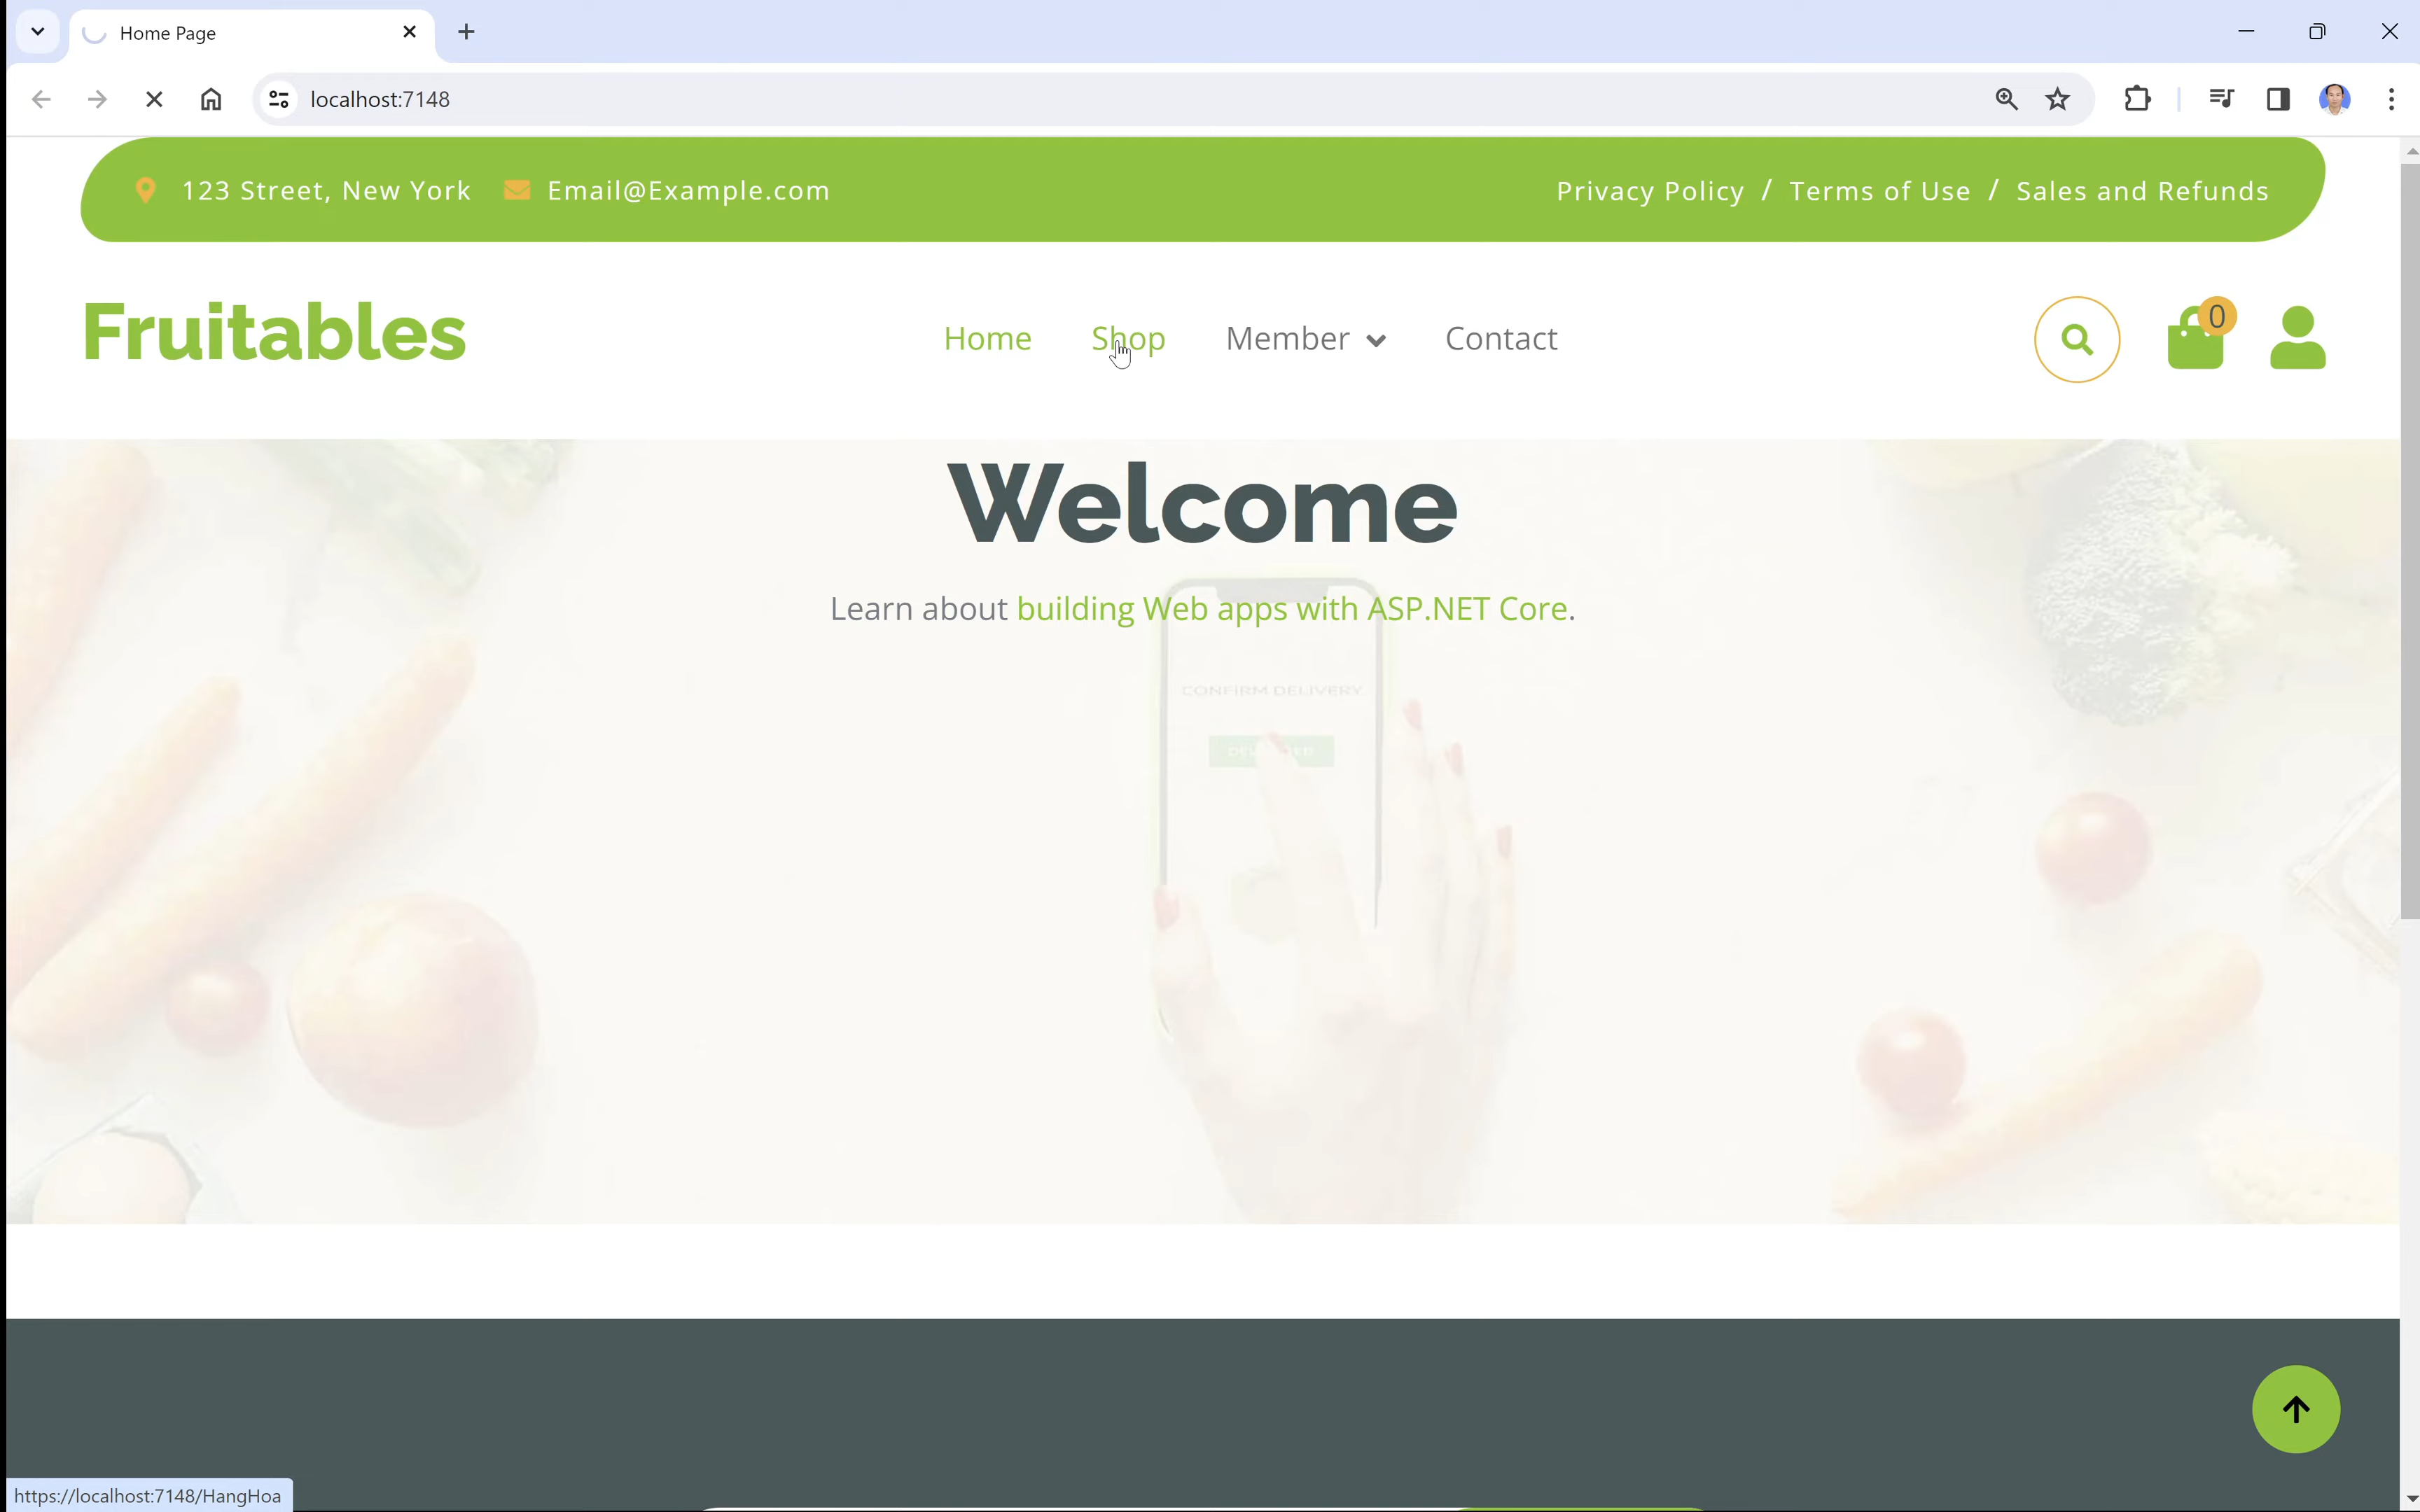 Home Page
localhost:7148
123 Street, New York Email@Example.com Privacy Policy / Terms of Use / Sales and Refunds
Fruitables Home Shop Member Contact 0
Welcome
Learn about building Web apps with ASP.NET Core.
CONFIRM DELIVERY
https://localhost:7148/HangHoa